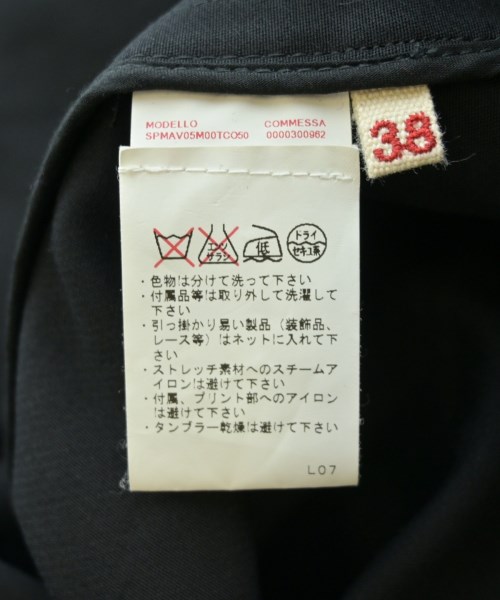 MODELLO COMMESSA
SPMAV05M00TCO50 0000300962
38
エンソ
サラシ
低
ドライ
セキユ系
・色物は分けて洗って下さい
・付属品等は取り外して洗濯して
下さい
・引っ掛かり易い製品（装飾品、
レース等）はネットに入れて下
さい
・ストレッチ素材へのスチームア
イロンは避けて下さい
・付属、プリント部へのアイロン
は避けて下さい
・タンブラー乾燥は避けて下さい
L07